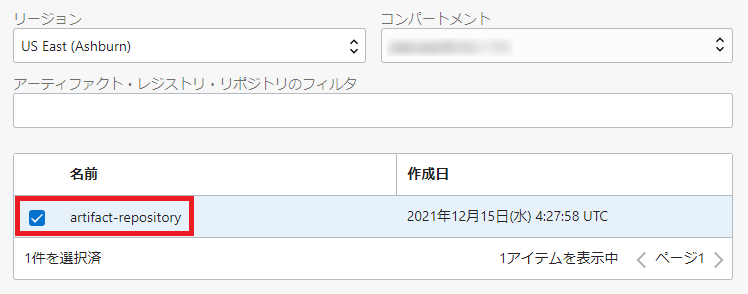 リージョン コンパートメント
US East (Ashburn)
アーティファクト・レジストリ・リポジトリのフィルタ
名前 作成日
artifact-repository 2021年12月15日(水) 4:27:58 UTC
1件を選択済 1アイテムを表示中 ページ1